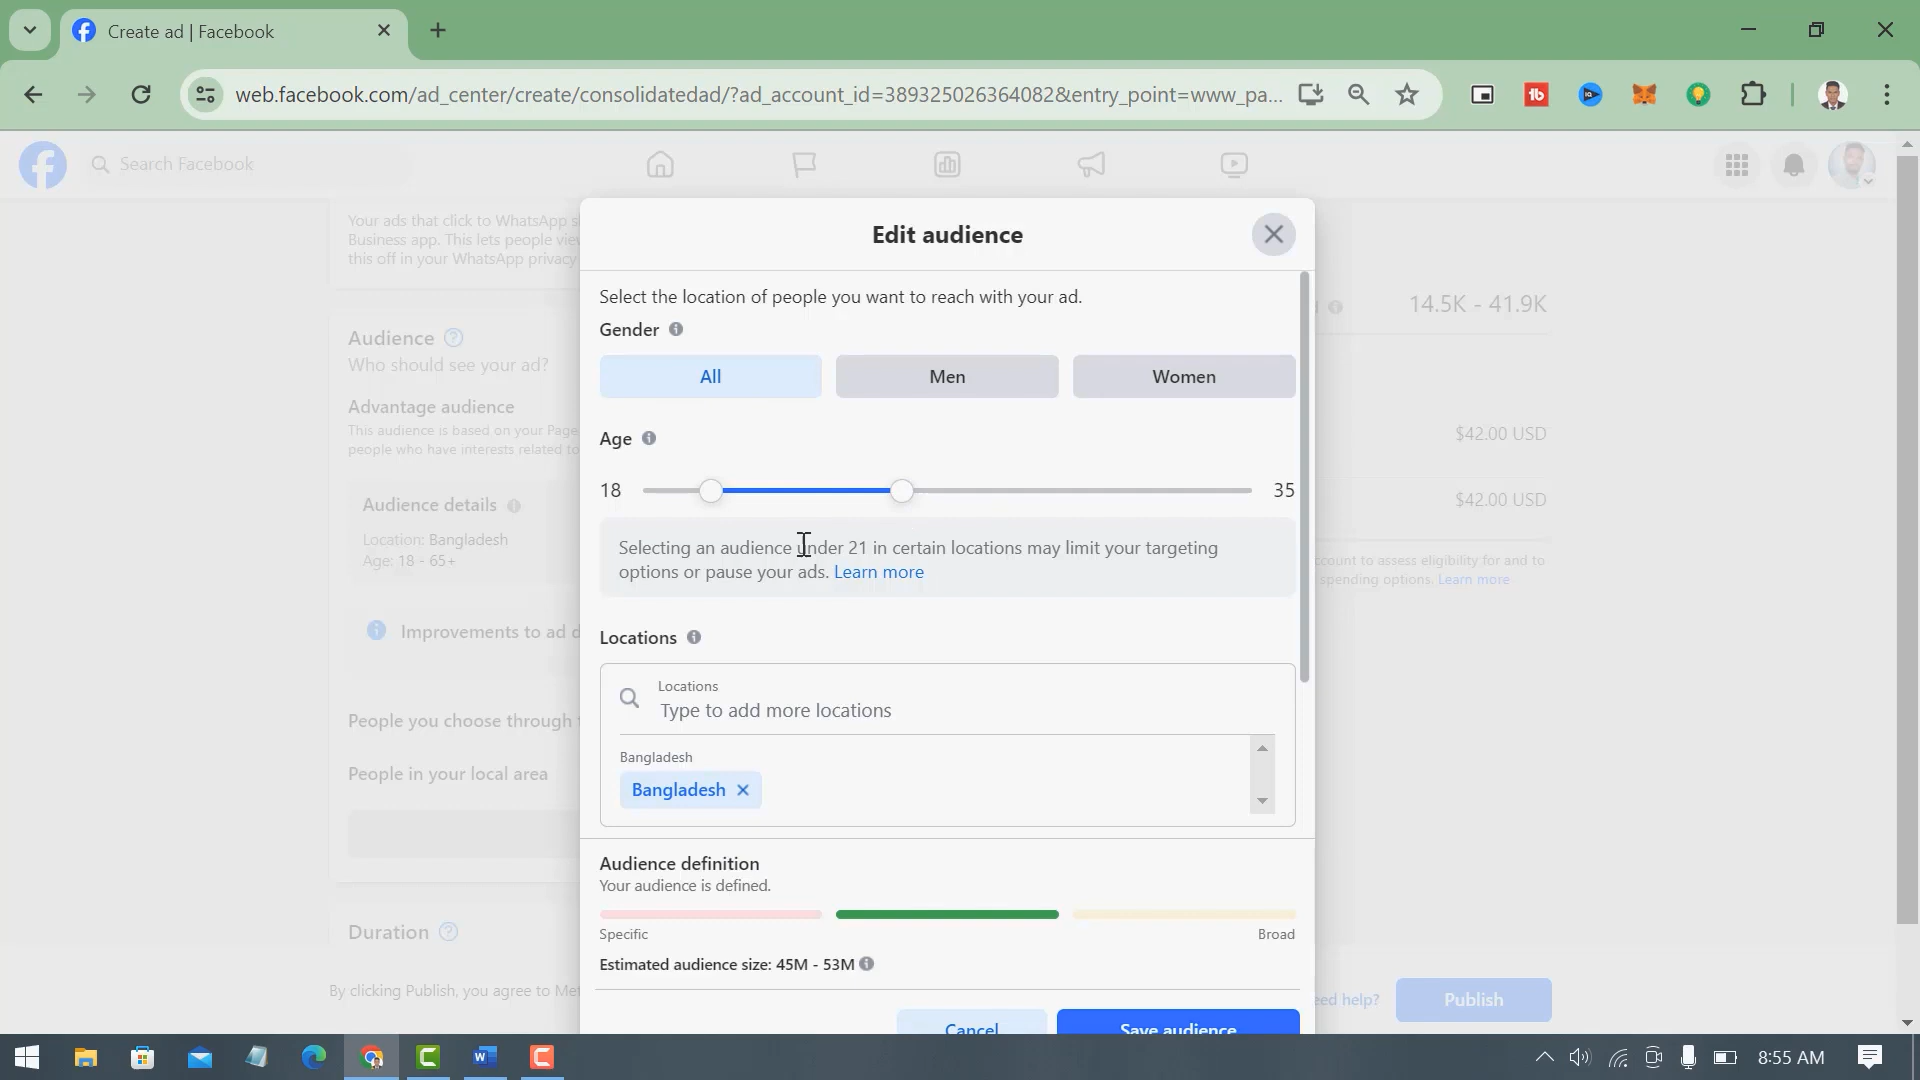 Create ad | Facebook
web.facebook.com/ad_center/create/consolidatedad/?ad_account_id=389325026364082&entry_point=www_pa...
Search Facebook
Your ads that click to WhatsApp s
Business app. This lets people view
this off in your WhatsApp privacy
Audience
Who should see your ad?
Advantage audience
This audience is based on your Page
people who have interests related to
Audience details
Location: Bangladesh
Age: 18 - 65+
Improvements to ad d
People you choose through t
People in your local area
Duration
By clicking Publish, you agree to Met
Edit audience
Select the location of people you want to reach with your ad.
Gender
All
Men
Women
Age
18
35
Selecting an audience under 21 in certain locations may limit your targeting
options or pause your ads. Learn more
Locations
Locations
Type to add more locations
Bangladesh
Bangladesh
Audience definition
Your audience is defined.
Specific
Broad
Estimated audience size: 45M - 53M
Cancel
Save audience
14.5K - 41.9K
$42.00 USD
$42.00 USD
count to assess eligibility for and to
spending options. Learn more
eed help?
Publish
8:55 AM